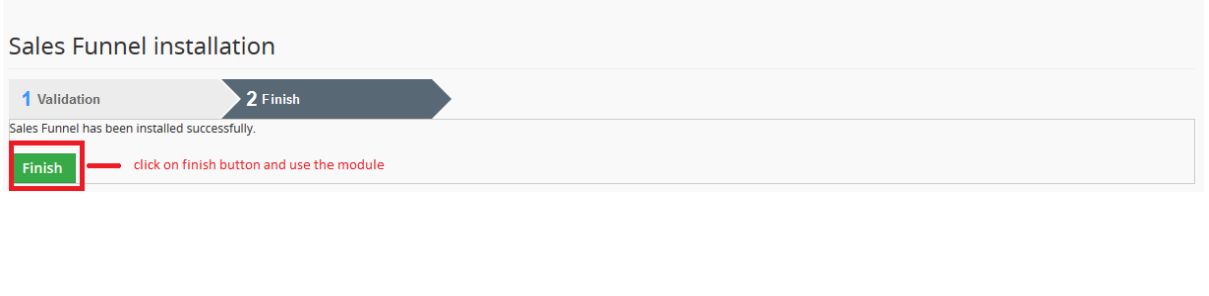 Sales Funnel installation
1 Validation
2 Finish
Sales Funnel has been installed successfully.
Finish
click on finish button and use the module